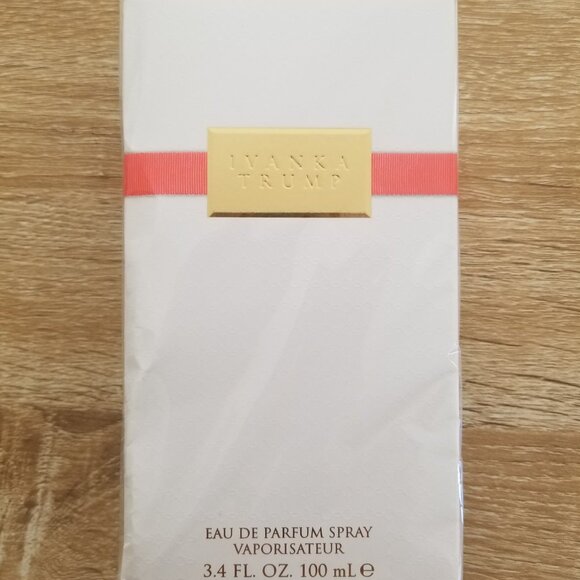 IVANKA
TRUMP
EAU DE PARFUM SPRAY
VAPORISATEUR
3.4 FL. OZ. 100 mL ℮